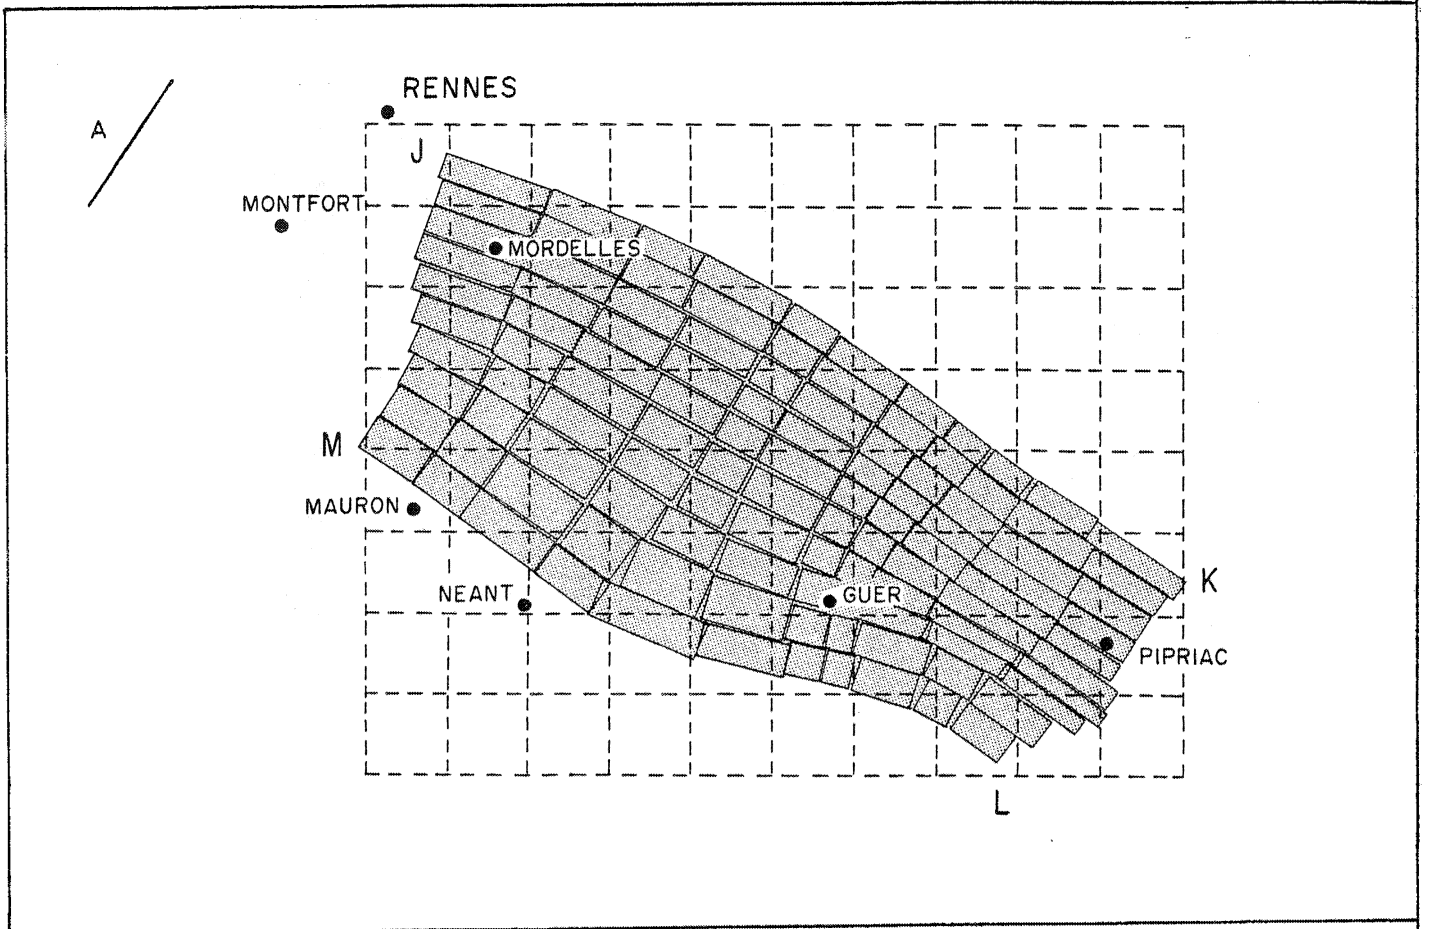 RENNES
A
J
MONTFORT
MORDELLES
M
MAURON
NEANT
GUER
K
PIPRIAC
L